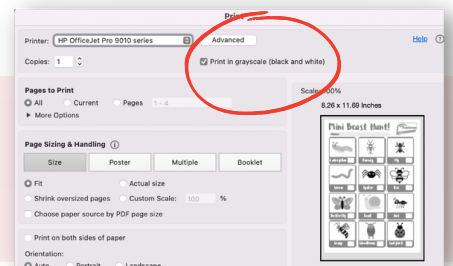 Print
Printer: HP OfficeJet Pro 9010 series Advanced Help ?
Copies: 1 Print in grayscale (black and white)
Pages to Print
All Current Pages 1 - 4
More Options
Scale: 100%
8.26 x 11.69 Inches
Page Sizing & Handling
Size Poster Multiple Booklet
Fit Actual size
Shrink oversized pages Custom Scale: 100 %
Choose paper source by PDF page size
Print on both sides of paper
Orientation:
Auto Portrait Landscape
Mini Beast Hunt!